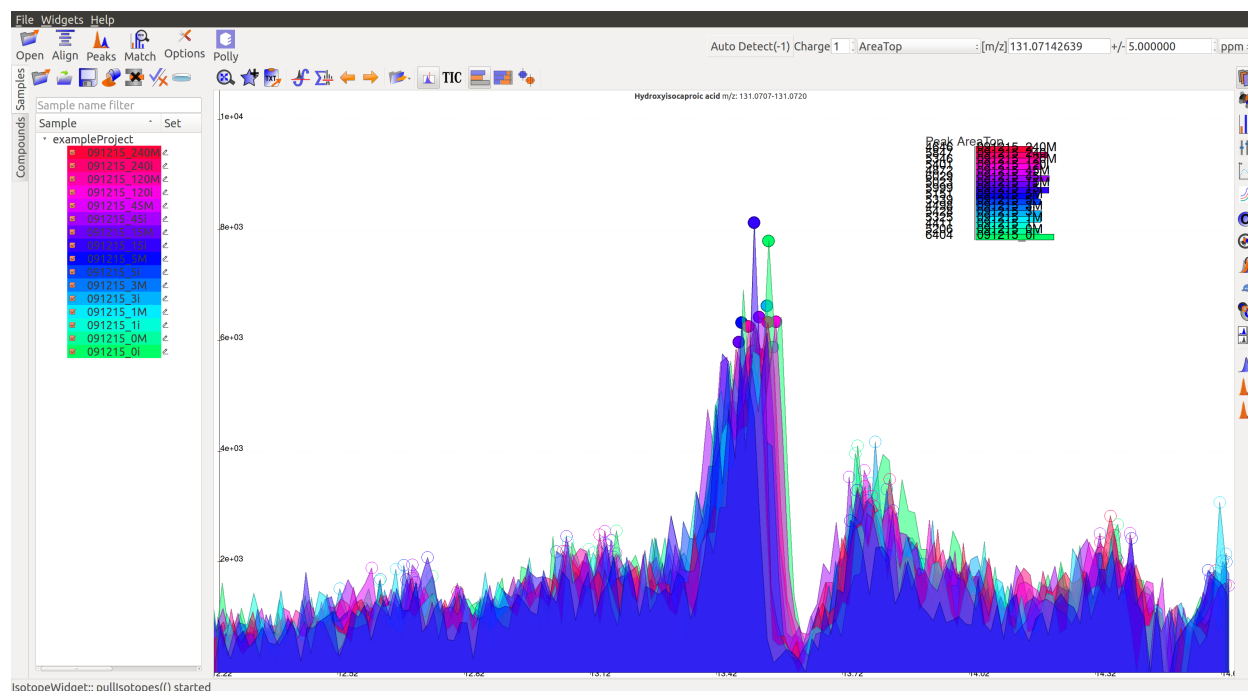 File Widgets Help
Open Align Peaks Match Options Polly
Auto Detect(-1) Charge 1 AreaTop [m/z] 131.07142639 +/- 5.000000 ppm
TXT TIC
Samples
Compounds
Sample name filter
Sample Set
exampleProject
091215_240M
091215_240i
091215_120M
091215_120i
091215_45M
091215_45i
091215_15M
091215_15i
091215_5M
091215_5i
091215_3M
091215_3i
091215_1M
091215_1i
091215_0M
091215_0i
Hydroxyisocaproic acid m/z: 131.0707-131.0720
1e+04
8e+03
6e+03
4e+03
2e+03
Peak AreaTop
6404 091215_0i
12.22 12.52 12.82 13.12 13.42 13.72 14.02 14.32
IsotopeWidget:: pullIsotopes(() started